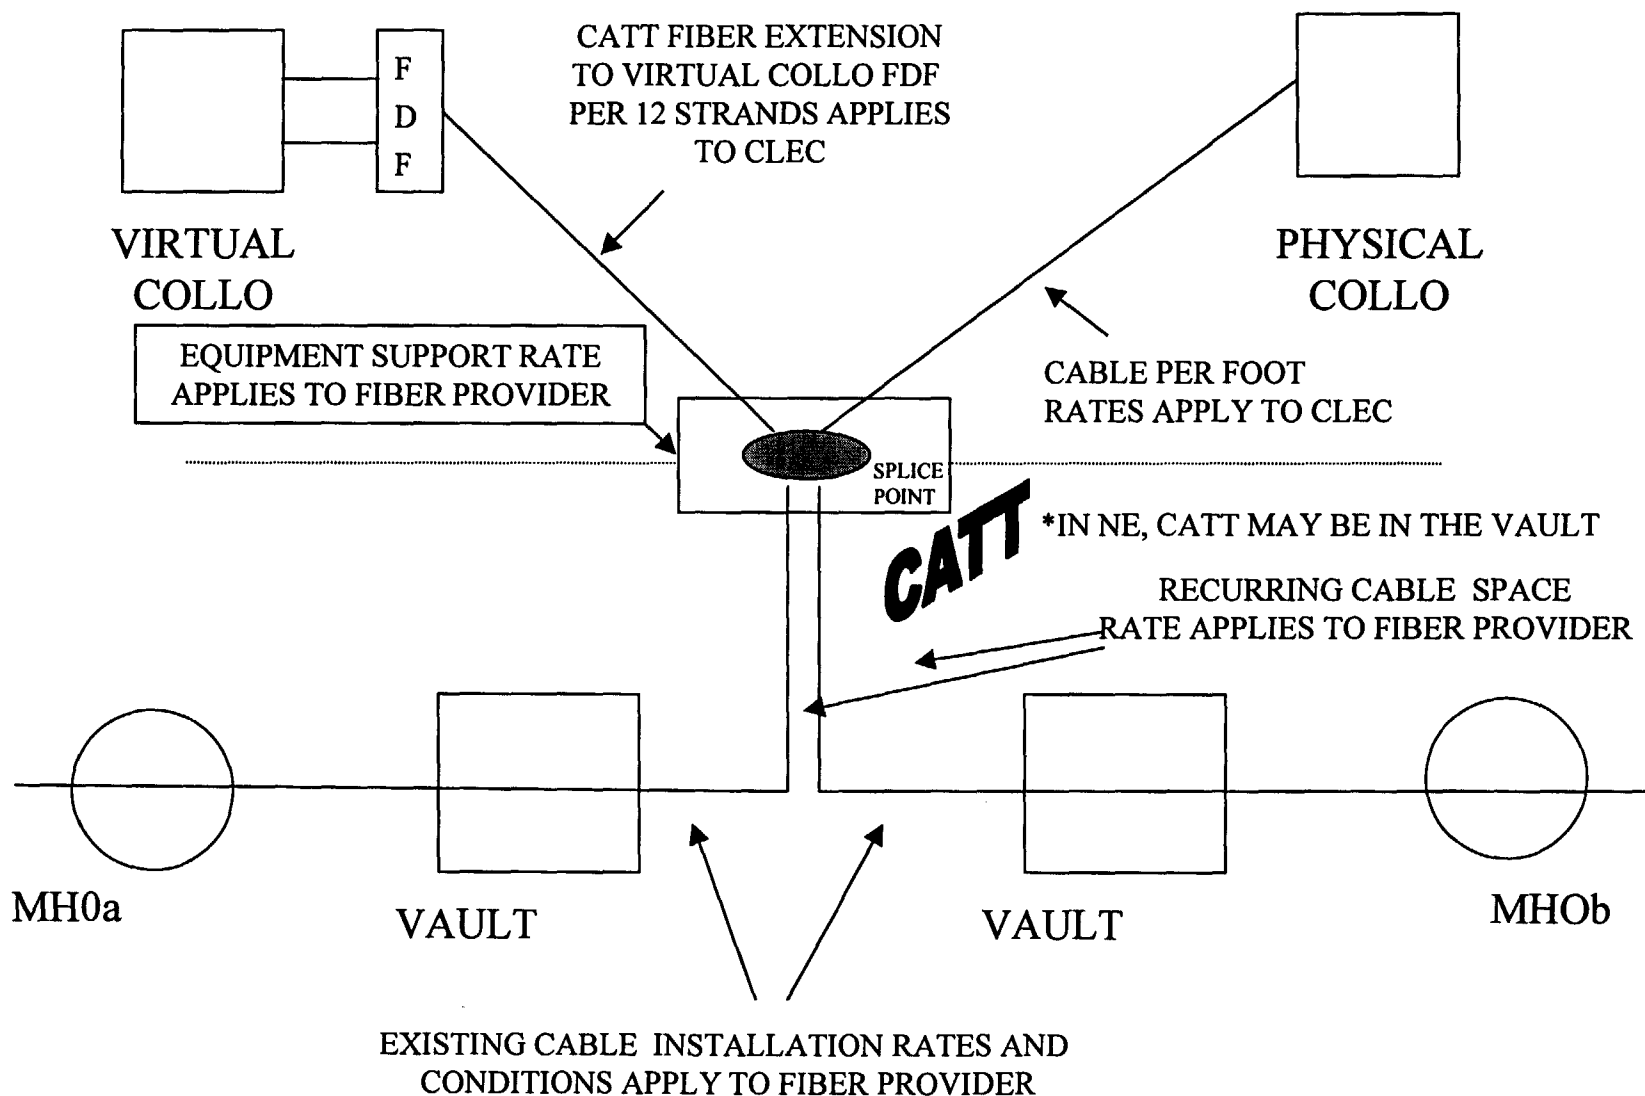 F
D
F
CATT FIBER EXTENSION
TO VIRTUAL COLLO FDF
PER 12 STRANDS APPLIES
TO CLEC
VIRTUAL
COLLO
PHYSICAL
COLLO
EQUIPMENT SUPPORT RATE
APPLIES TO FIBER PROVIDER
CABLE PER FOOT
RATES APPLY TO CLEC
SPLICE
POINT
CATT
*IN NE, CATT MAY BE IN THE VAULT
RECURRING CABLE SPACE
RATE APPLIES TO FIBER PROVIDER
MH0a
VAULT
VAULT
MHOb
EXISTING CABLE INSTALLATION RATES AND
CONDITIONS APPLY TO FIBER PROVIDER